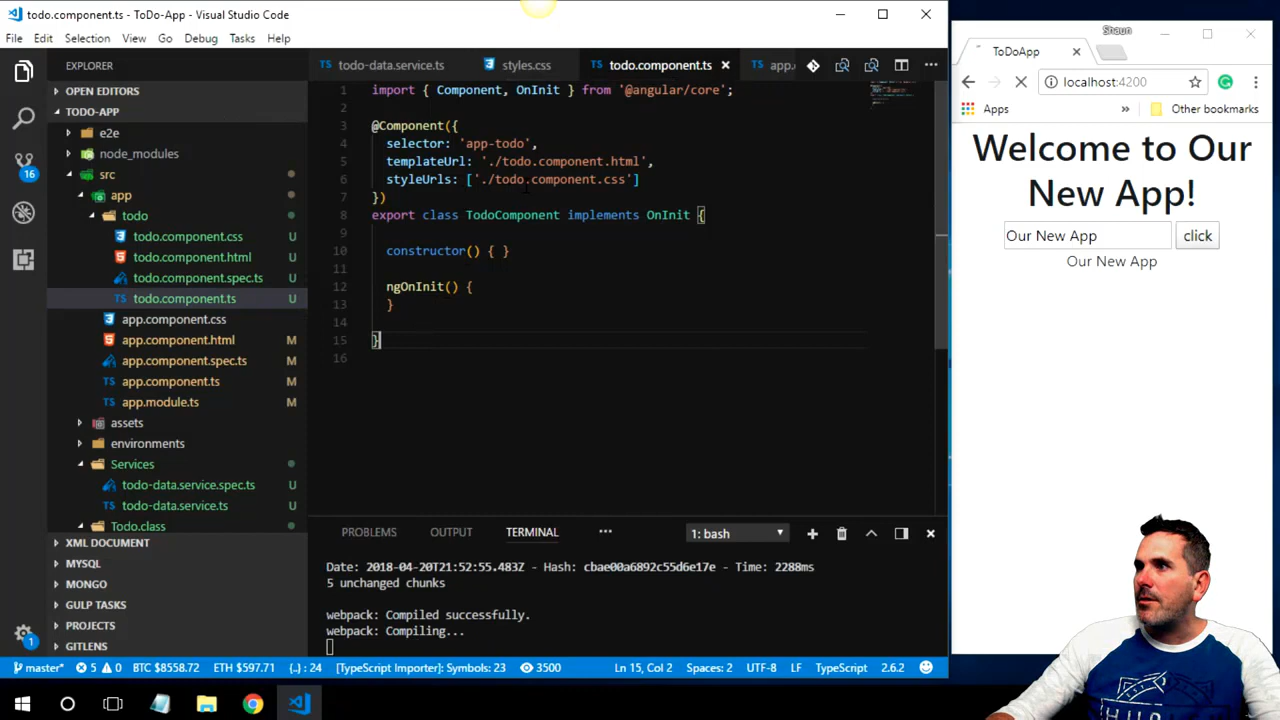 todo.component.ts - ToDo-App - Visual Studio Code
File Edit Selection View Go Debug Tasks Help
EXPLORER
OPEN EDITORS
TODO-APP
e2e
node_modules
src
app
todo
todo.component.css U
todo.component.html U
todo.component.spec.ts U
todo.component.ts U
app.component.css
app.component.html M
app.component.spec.ts M
app.component.ts M
app.module.ts M
assets
environments
Services
todo-data.service.spec.ts U
todo-data.service.ts U
Todo.class
XML DOCUMENT
MYSQL
MONGO
GULP TASKS
PROJECTS
GITLENS
16
1
TS todo-data.service.ts styles.css TS todo.component.ts TS app.
1 import { Component, OnInit } from '@angular/core';
2
3 @Component({
4 selector: 'app-todo',
5 templateUrl: './todo.component.html',
6 styleUrls: ['./todo.component.css']
7 })
8 export class TodoComponent implements OnInit {
9
10 constructor() { }
11
12 ngOnInit() {
13 }
14
15 }
16
PROBLEMS OUTPUT TERMINAL ••• 1: bash
Date: 2018-04-20T21:52:55.483Z - Hash: cbae00a6892c55d6e17e - Time: 2288ms
5 unchanged chunks
webpack: Compiled successfully.
webpack: Compiling...
master* 5 0 BTC $8558.72 ETH $597.71 {..} : 24 [TypeScript Importer]: Symbols: 23 3500 Ln 15, Col 2 Spaces: 2 UTF-8 LF TypeScript 2.6.2
Shaun
ToDoApp
localhost:4200
Apps » Other bookmarks
Welcome to Our
New App!
Our New App click
Our New App